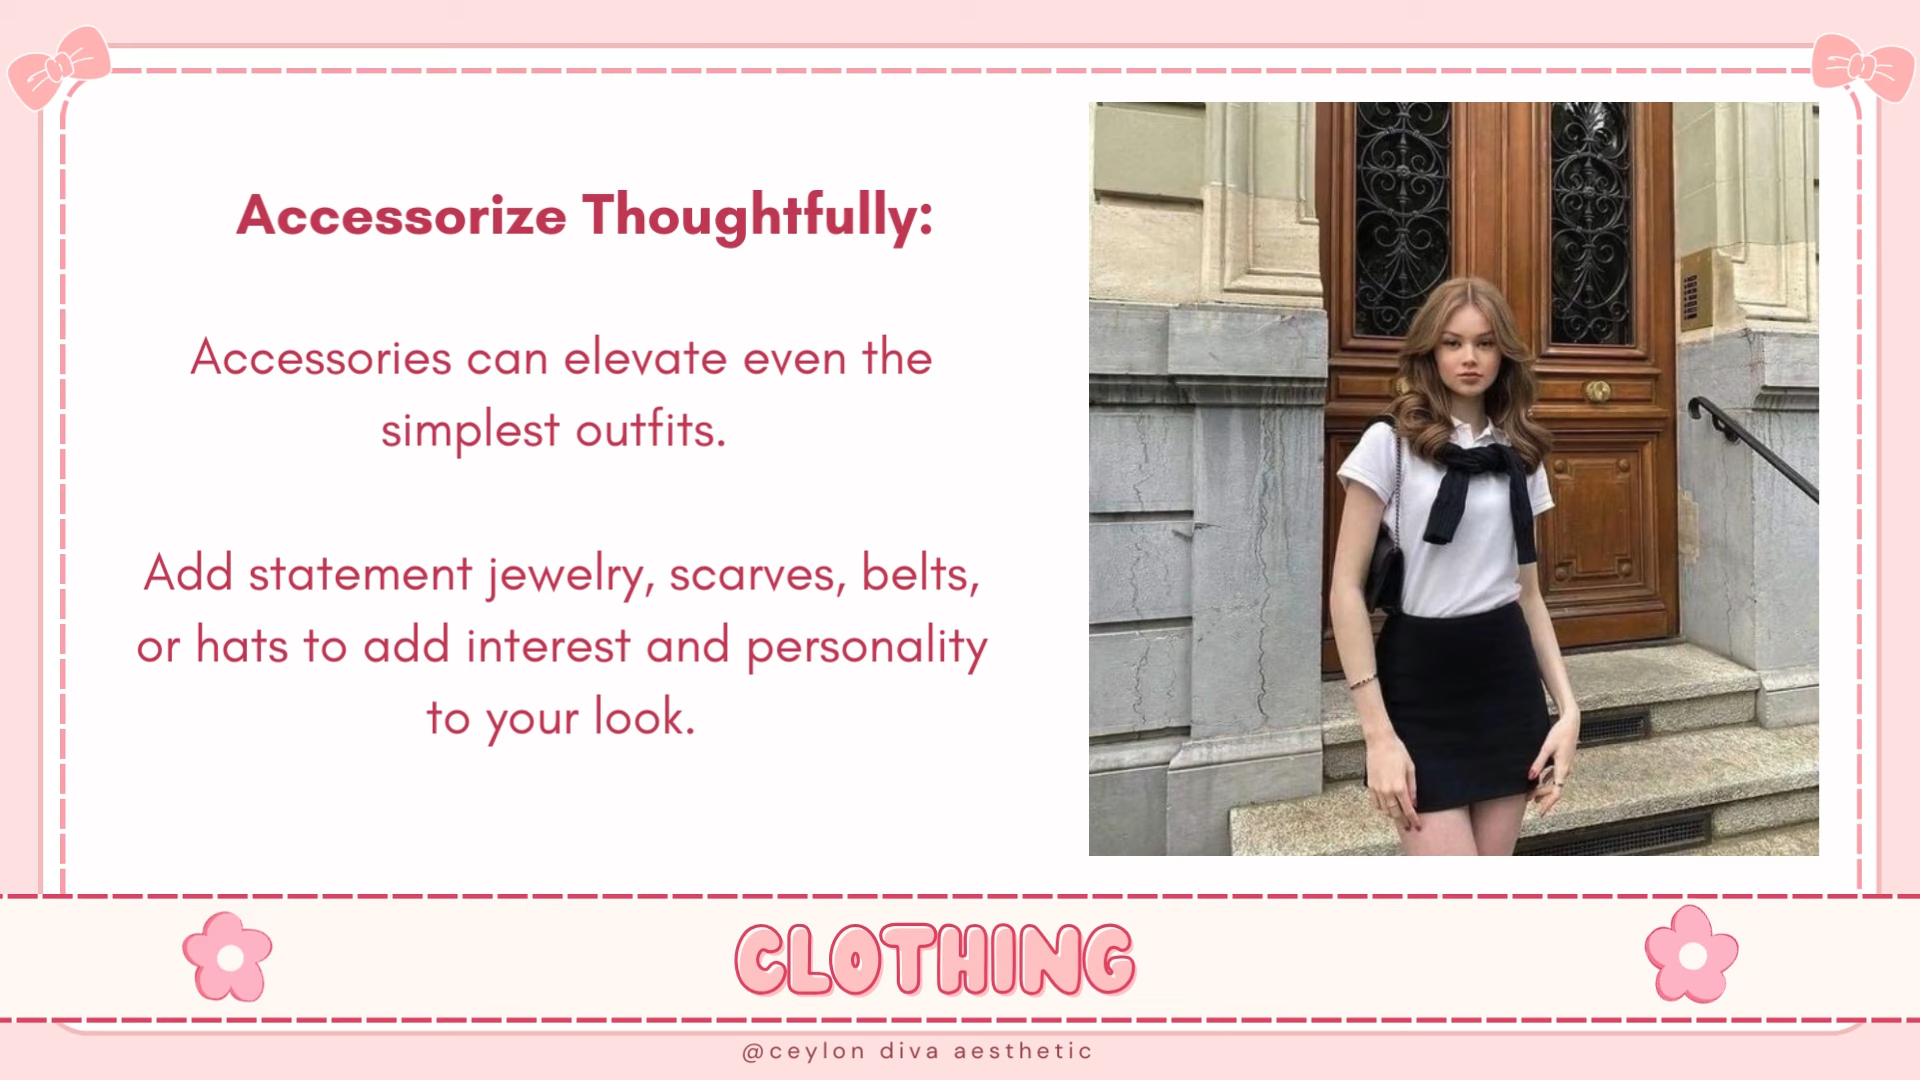 Accessorize Thoughtfully:
Accessories can elevate even the
simplest outfits.
Add statement jewelry, scarves, belts,
or hats to add interest and personality
to your look.
CLOTHING
@ceylon diva aesthetic